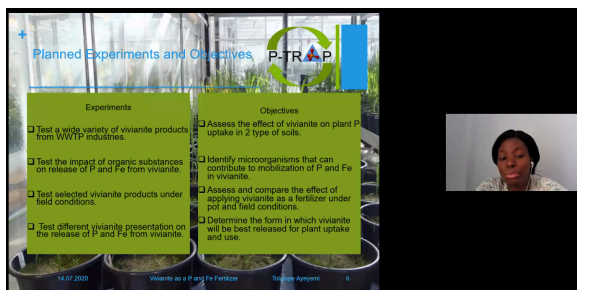 +
Planned Experiments and Objectives
P-TRAP
Experiments
Test a wide variety of vivianite products
from WWTP industries.
Test the impact of organic substances
on release of P and Fe from vivianite.
Test selected vivianite products under
field conditions.
Test different vivianite presentation on
the release of P and Fe from vivianite.
Objectives
Assess the effect of vivianite on plant P
uptake in 2 type of soils.
Identify microorganisms that can
contribute to mobilization of P and Fe
in vivianite.
Assess and compare the effect of
applying vivianite as a fertilizer under
pot and field conditions.
Determine the form in which vivianite
will be best released for plant uptake
and use.
14.07.2020 Vivianite as a P and Fe Fertilizer Tolulope Ayeyemi 6